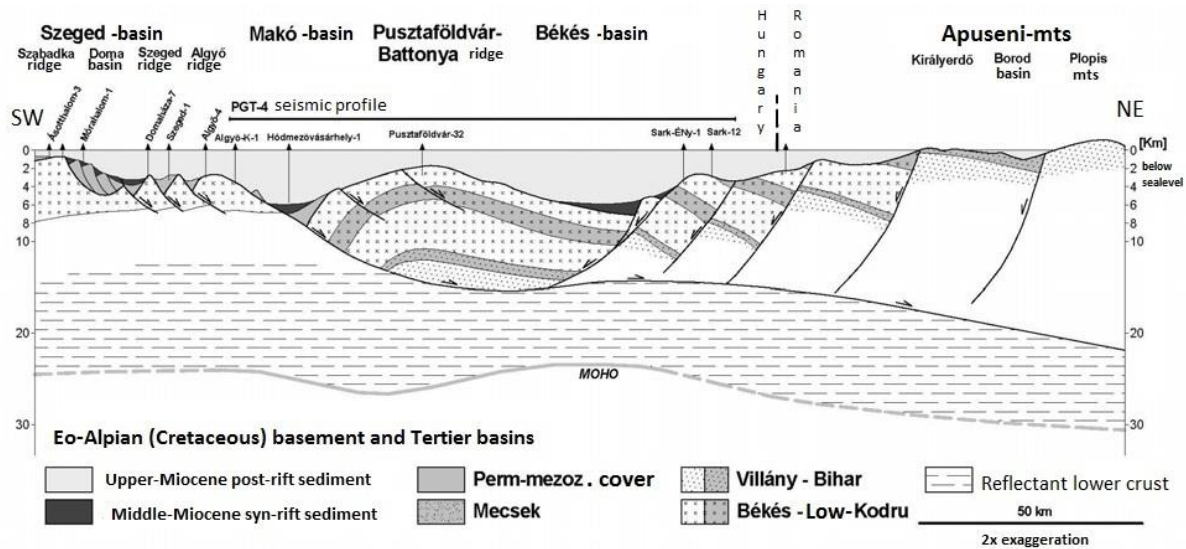 Szeged -basin Makó -basin Pusztaföldvár- Békés -basin Hungary Romania Apuseni-mts
Battonya ridge
Szabadka ridge Doma basin Szeged ridge Algyő ridge Királyerdő Borod basin Plopis mts
SW PGT-4 seismic profile NE
Ásotthalom-3 Mórahalom-1 Domaháza-7 Szeged-1 Algyő-4 Algyő-K-1 Hódmezővásárhely-1 Pusztaföldvár-32 Sark-ÉNy-1 Sark-12
0 0 [Km]
2 2 below
4 4 sealevel
6 6
8 8
10 10
20 20
MOHO
30 30
Eo-Alpian (Cretaceous) basement and Tertier basins
Upper-Miocene post-rift sediment Perm-mezoz. cover Villány - Bihar Reflectant lower crust
Middle-Miocene syn-rift sediment Mecsek Békés -Low-Kodru 50 km
2x exaggeration